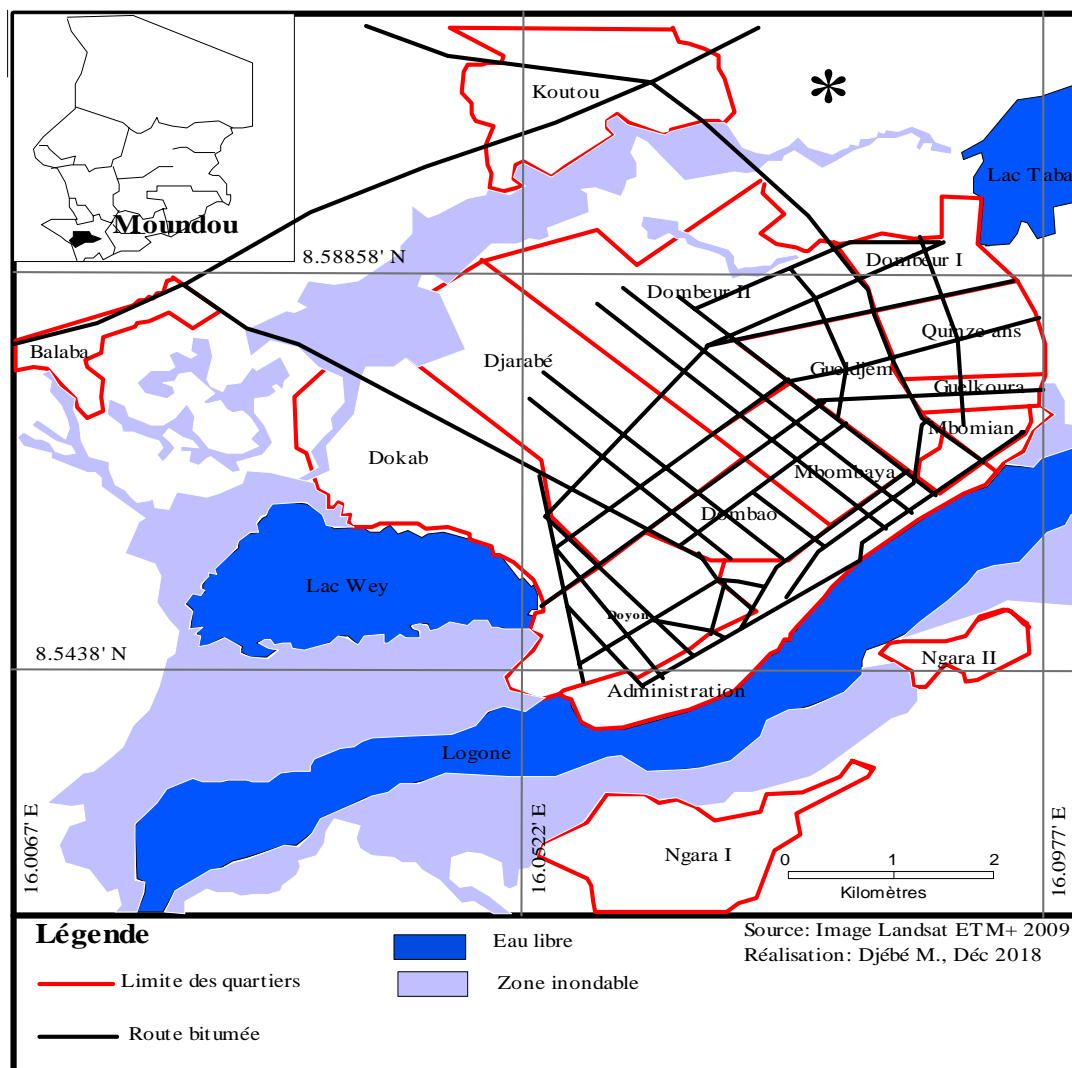 Koutou
Lac Taba
Moundou
8.58858' N
Dombeur I
Dombeur II
Quinze ans
Balaba
Djarabé
Gueldjem
Guelkoura
Mbomian
Dokab
Mbombaya
Dombao
Lac Wey
Doyon
8.5438' N
Ngara II
Administration
Logone
16.0067' E
16.0522' E
16.0977' E
Ngara I
0 1 2
Kilomètres
Légende
Limite des quartiers
Route bitumée
Eau libre
Zone inondable
Source: Image Landsat ETM+ 2009
Réalisation: Djébé M., Déc 2018